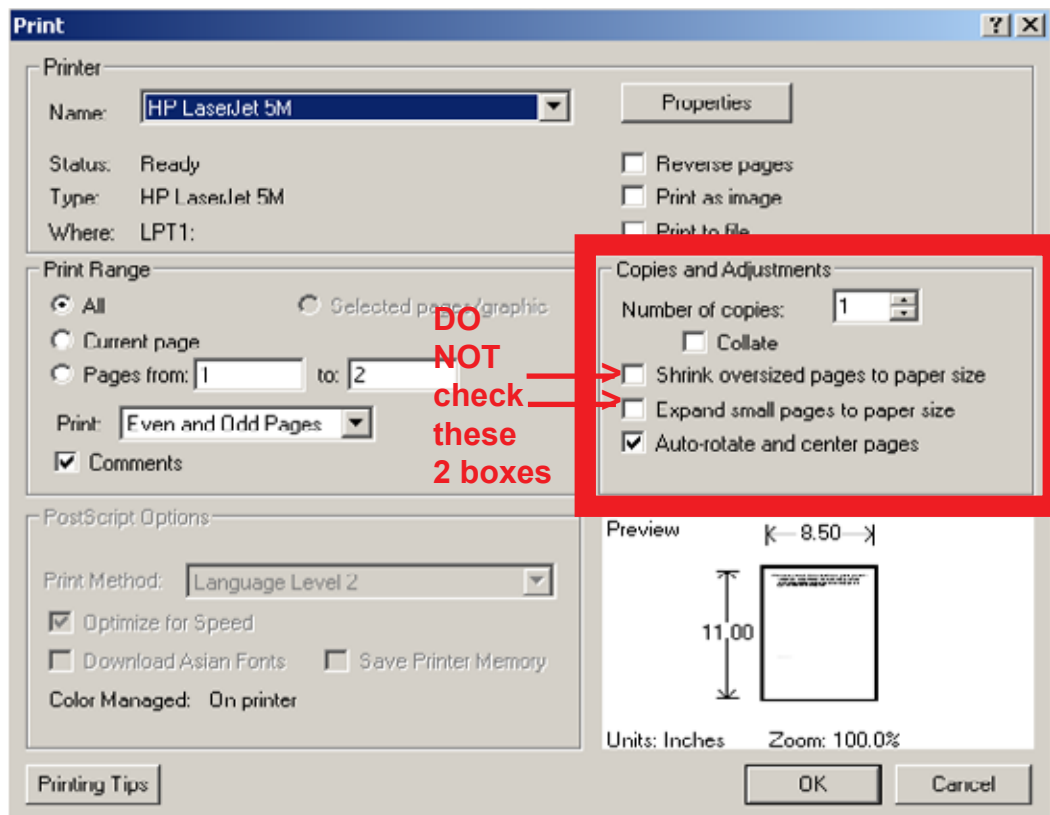 Print
Printer
Name: HP LaserJet 5M
Properties
Status: Ready
Type: HP LaserJet 5M
Where: LPT1:
Reverse pages
Print as image
Print to file
Print Range
All
Selected pages/graphic
Current page
Pages from: 1 to: 2
Print: Even and Odd Pages
Comments
DO
NOT
check
these
2 boxes
Copies and Adjustments
Number of copies: 1
Collate
Shrink oversized pages to paper size
Expand small pages to paper size
Auto-rotate and center pages
PostScript Options
Print Method: Language Level 2
Optimize for Speed
Download Asian Fonts
Save Printer Memory
Color Managed: On printer
Preview
8.50
11.00
Units: Inches Zoom: 100.0%
Printing Tips
OK
Cancel